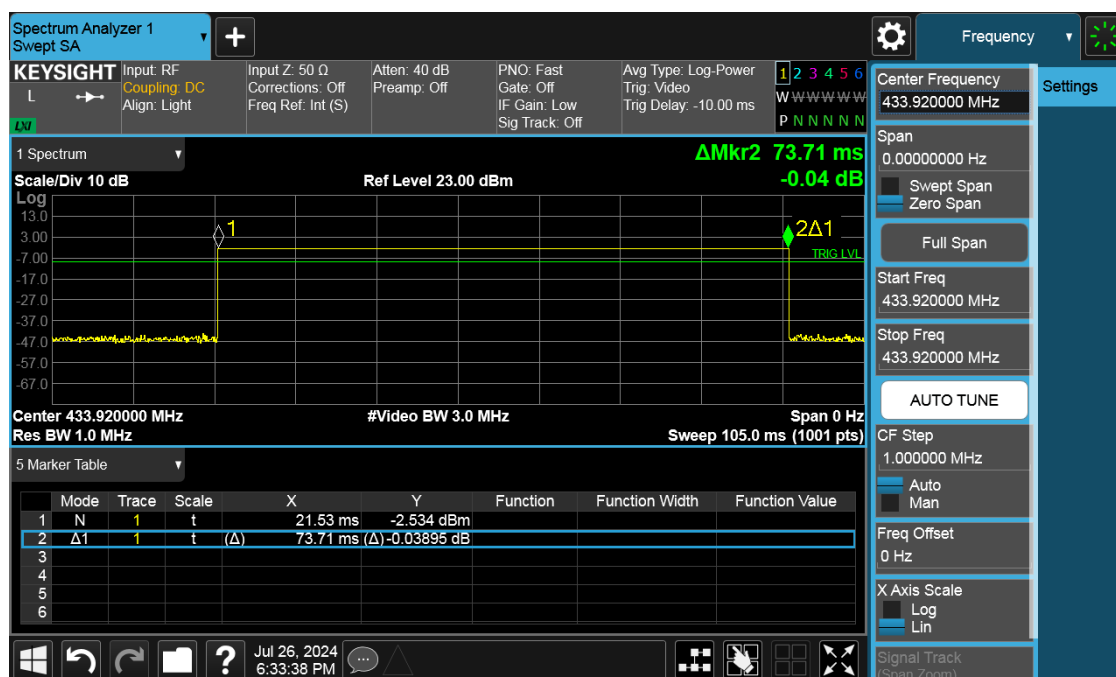 Spectrum Analyzer 1
Swept SA
+
Frequency
KEYSIGHT
L
LXI
Input: RF
Coupling: DC
Align: Light
Input Z: 50 Ω
Corrections: Off
Freq Ref: Int (S)
Atten: 40 dB
Preamp: Off
PNO: Fast
Gate: Off
IF Gain: Low
Sig Track: Off
Avg Type: Log-Power
Trig: Video
Trig Delay: -10.00 ms
1 2 3 4 5 6
W W W W W W
P N N N N N
1 Spectrum
ΔMkr2 73.71 ms
-0.04 dB
Scale/Div 10 dB
Ref Level 23.00 dBm
Log
13.0
3.00
-7.00
-17.0
-27.0
-37.0
-47.0
-57.0
-67.0
1
2Δ1
TRIG LVL
Center 433.920000 MHz
#Video BW 3.0 MHz
Span 0 Hz
Res BW 1.0 MHz
Sweep 105.0 ms (1001 pts)
5 Marker Table
Mode Trace Scale X Y Function Function Width Function Value
1 N 1 t 21.53 ms -2.534 dBm
2 Δ1 1 t (Δ) 73.71 ms (Δ) -0.03895 dB
3
4
5
6
?
Jul 26, 2024
6:33:38 PM
Center Frequency
433.920000 MHz
Span
0.00000000 Hz
Swept Span
Zero Span
Full Span
Start Freq
433.920000 MHz
Stop Freq
433.920000 MHz
AUTO TUNE
CF Step
1.000000 MHz
Auto
Man
Freq Offset
0 Hz
X Axis Scale
Log
Lin
Signal Track
(Span Zoom)
Settings